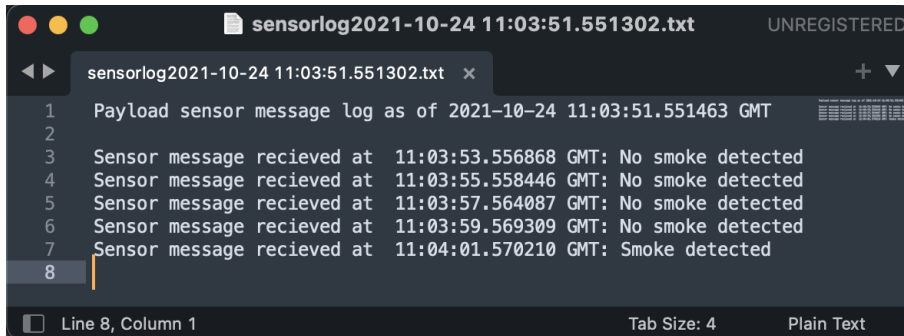 sensorlog2021-10-24 11:03:51.551302.txt UNREGISTERED
sensorlog2021-10-24 11:03:51.551302.txt ×
1 Payload sensor message log as of 2021-10-24 11:03:51.551463 GMT
2
3 Sensor message recieved at  11:03:53.556868 GMT: No smoke detected
4 Sensor message recieved at  11:03:55.558446 GMT: No smoke detected
5 Sensor message recieved at  11:03:57.564087 GMT: No smoke detected
6 Sensor message recieved at  11:03:59.569309 GMT: No smoke detected
7 Sensor message recieved at  11:04:01.570210 GMT: Smoke detected
8
Line 8, Column 1 Tab Size: 4 Plain Text